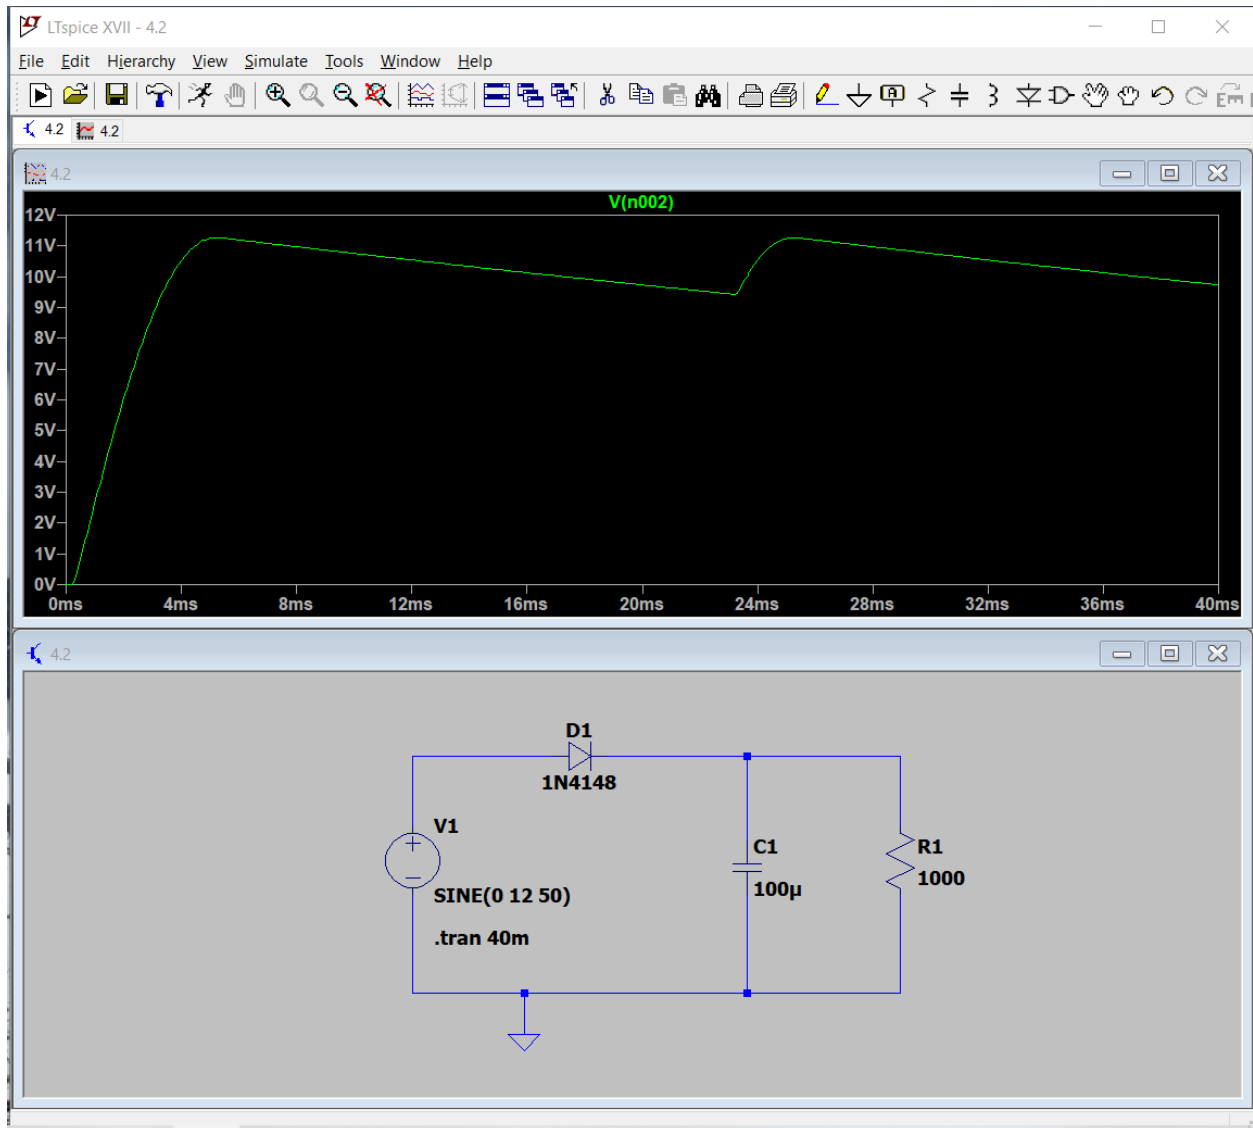 LTspice XVII - 4.2
File Edit Hierarchy View Simulate Tools Window Help
4.2 4.2
4.2
V(n002)
12V
11V
10V
9V
8V
7V
6V
5V
4V
3V
2V
1V
0V
0ms 4ms 8ms 12ms 16ms 20ms 24ms 28ms 32ms 36ms 40ms
4.2
D1
1N4148
V1
SINE(0 12 50)
.tran 40m
C1
100µ
R1
1000